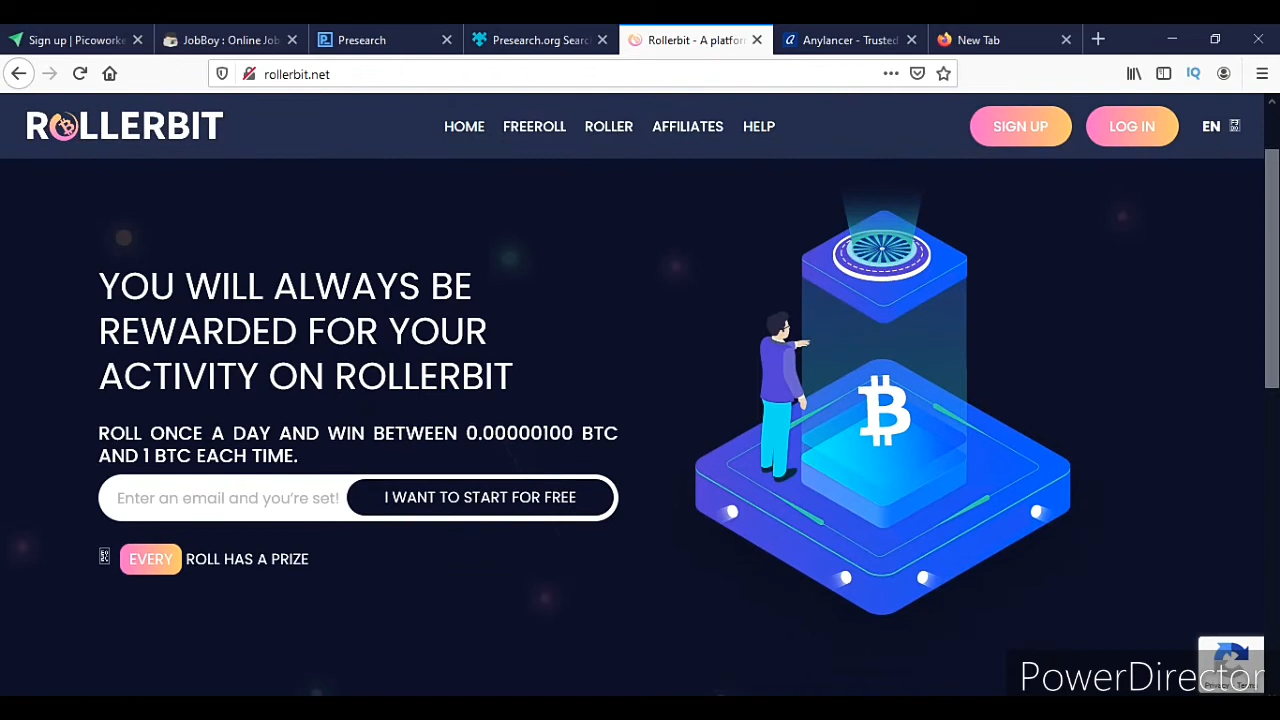 Sign up | Picoworke
JobBoy : Online Job
Presearch
Presearch.org Searc
Rollerbit - A platfor
Anylancer - Trusted
New Tab
rollerbit.net
ROLLERBIT
HOME
FREEROLL
ROLLER
AFFILIATES
HELP
SIGN UP
LOG IN
EN
YOU WILL ALWAYS BE
REWARDED FOR YOUR
ACTIVITY ON ROLLERBIT
ROLL ONCE A DAY AND WIN BETWEEN 0.00000100 BTC
AND 1 BTC EACH TIME.
Enter an email and you're set!
I WANT TO START FOR FREE
EVERY ROLL HAS A PRIZE
PowerDirector
Privacy - Terms